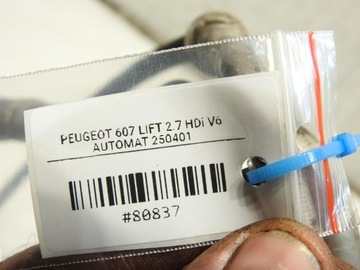 PEUGEOT 607 LIFT 2.7 HDi V6
AUTOMAT 250401
#80837